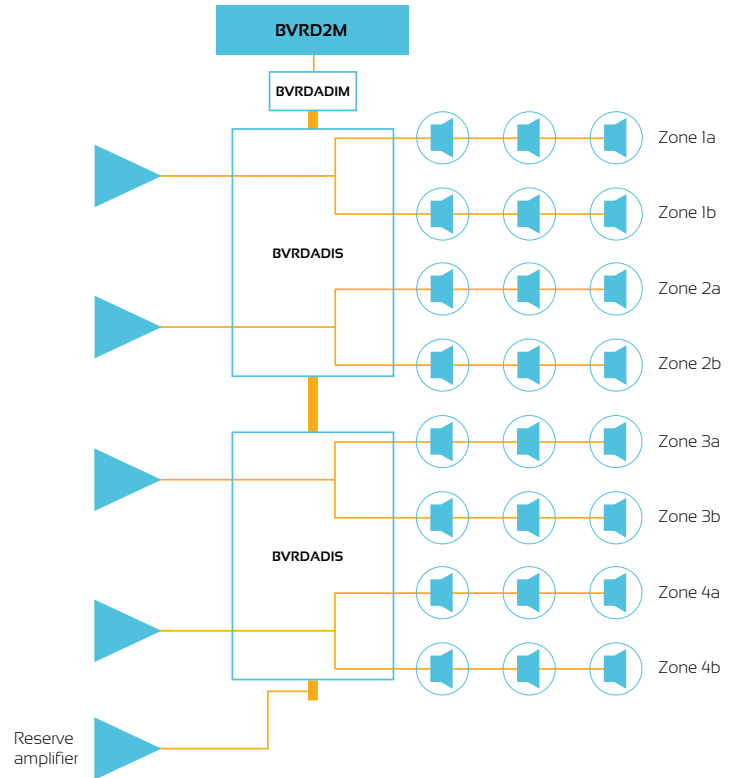 BVRD2M
BVRDADIM
Zone 1a
Zone 1b
BVRDADIS
Zone 2a
Zone 2b
Zone 3a
Zone 3b
BVRDADIS
Zone 4a
Zone 4b
Reserve
amplifier